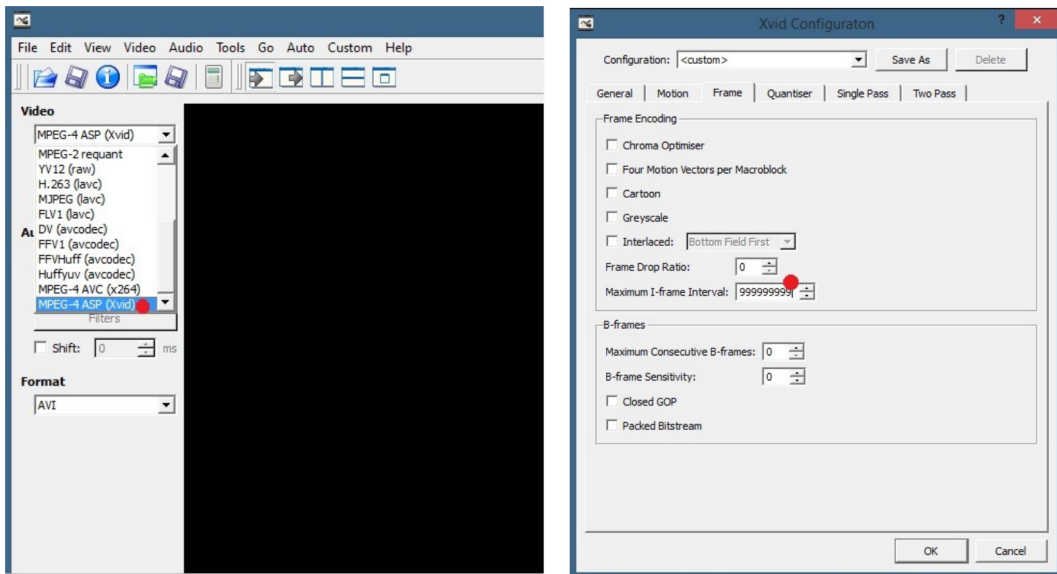 File Edit View Video Audio Tools Go Auto Custom Help
Video
MPEG-4 ASP (Xvid)
MPEG-2 requant
YV12 (raw)
H.263 (lavc)
MJPEG (lavc)
FLV1 (lavc)
Au
DV (avcodec)
FFV1 (avcodec)
FFVHuff (avcodec)
Huffyuv (avcodec)
MPEG-4 AVC (x264)
MPEG-4 ASP (Xvid)
Filters
Shift: 0 ms
Format
AVI
Xvid Configuraton ?
Configuration: <custom> Save As Delete
General Motion Frame Quantiser Single Pass Two Pass
Frame Encoding
Chroma Optimiser
Four Motion Vectors per Macroblock
Cartoon
Greyscale
Interlaced: Bottom Field First
Frame Drop Ratio: 0
Maximum I-frame Interval: 999999999
B-frames
Maximum Consecutive B-frames: 0
B-frame Sensitivity: 0
Closed GOP
Packed Bitstream
OK Cancel